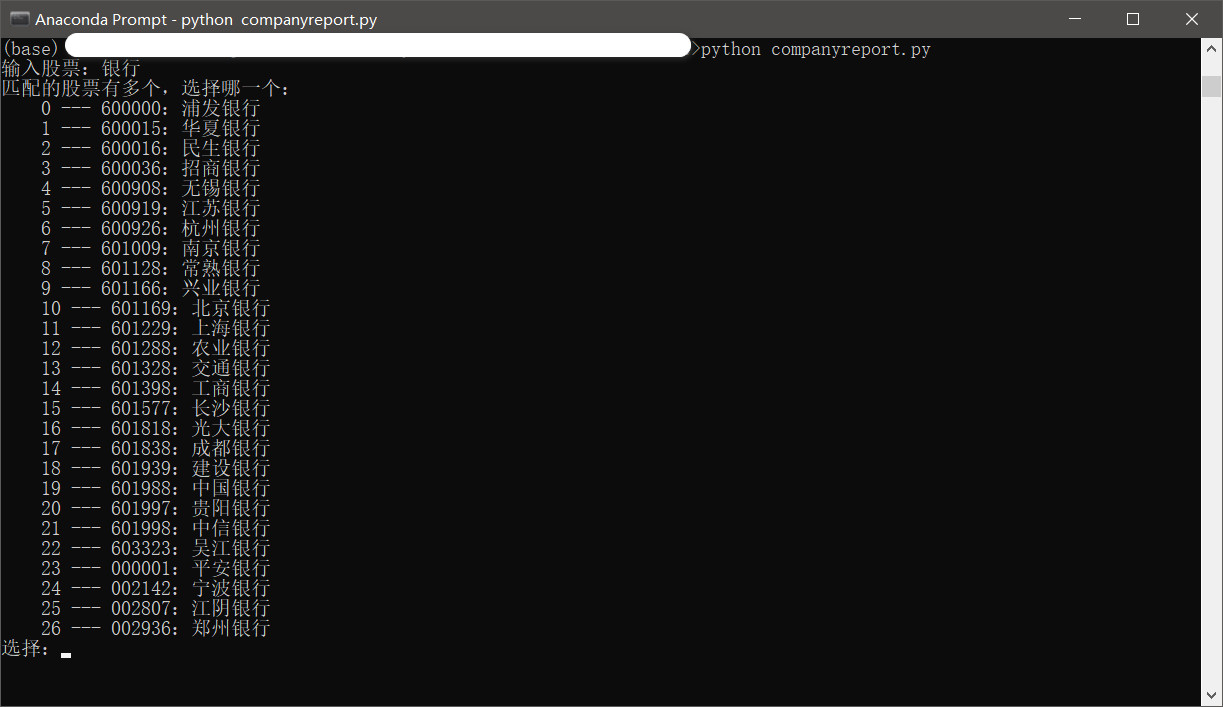 Anaconda Prompt - python  companyreport.py
(base) >python companyreport.py
输入股票：银行
匹配的股票有多个，选择哪一个：
0 --- 600000：浦发银行
1 --- 600015：华夏银行
2 --- 600016：民生银行
3 --- 600036：招商银行
4 --- 600908：无锡银行
5 --- 600919：江苏银行
6 --- 600926：杭州银行
7 --- 601009：南京银行
8 --- 601128：常熟银行
9 --- 601166：兴业银行
10 --- 601169：北京银行
11 --- 601229：上海银行
12 --- 601288：农业银行
13 --- 601328：交通银行
14 --- 601398：工商银行
15 --- 601577：长沙银行
16 --- 601818：光大银行
17 --- 601838：成都银行
18 --- 601939：建设银行
19 --- 601988：中国银行
20 --- 601997：贵阳银行
21 --- 601998：中信银行
22 --- 603323：吴江银行
23 --- 000001：平安银行
24 --- 002142：宁波银行
25 --- 002807：江阴银行
26 --- 002936：郑州银行
选择：